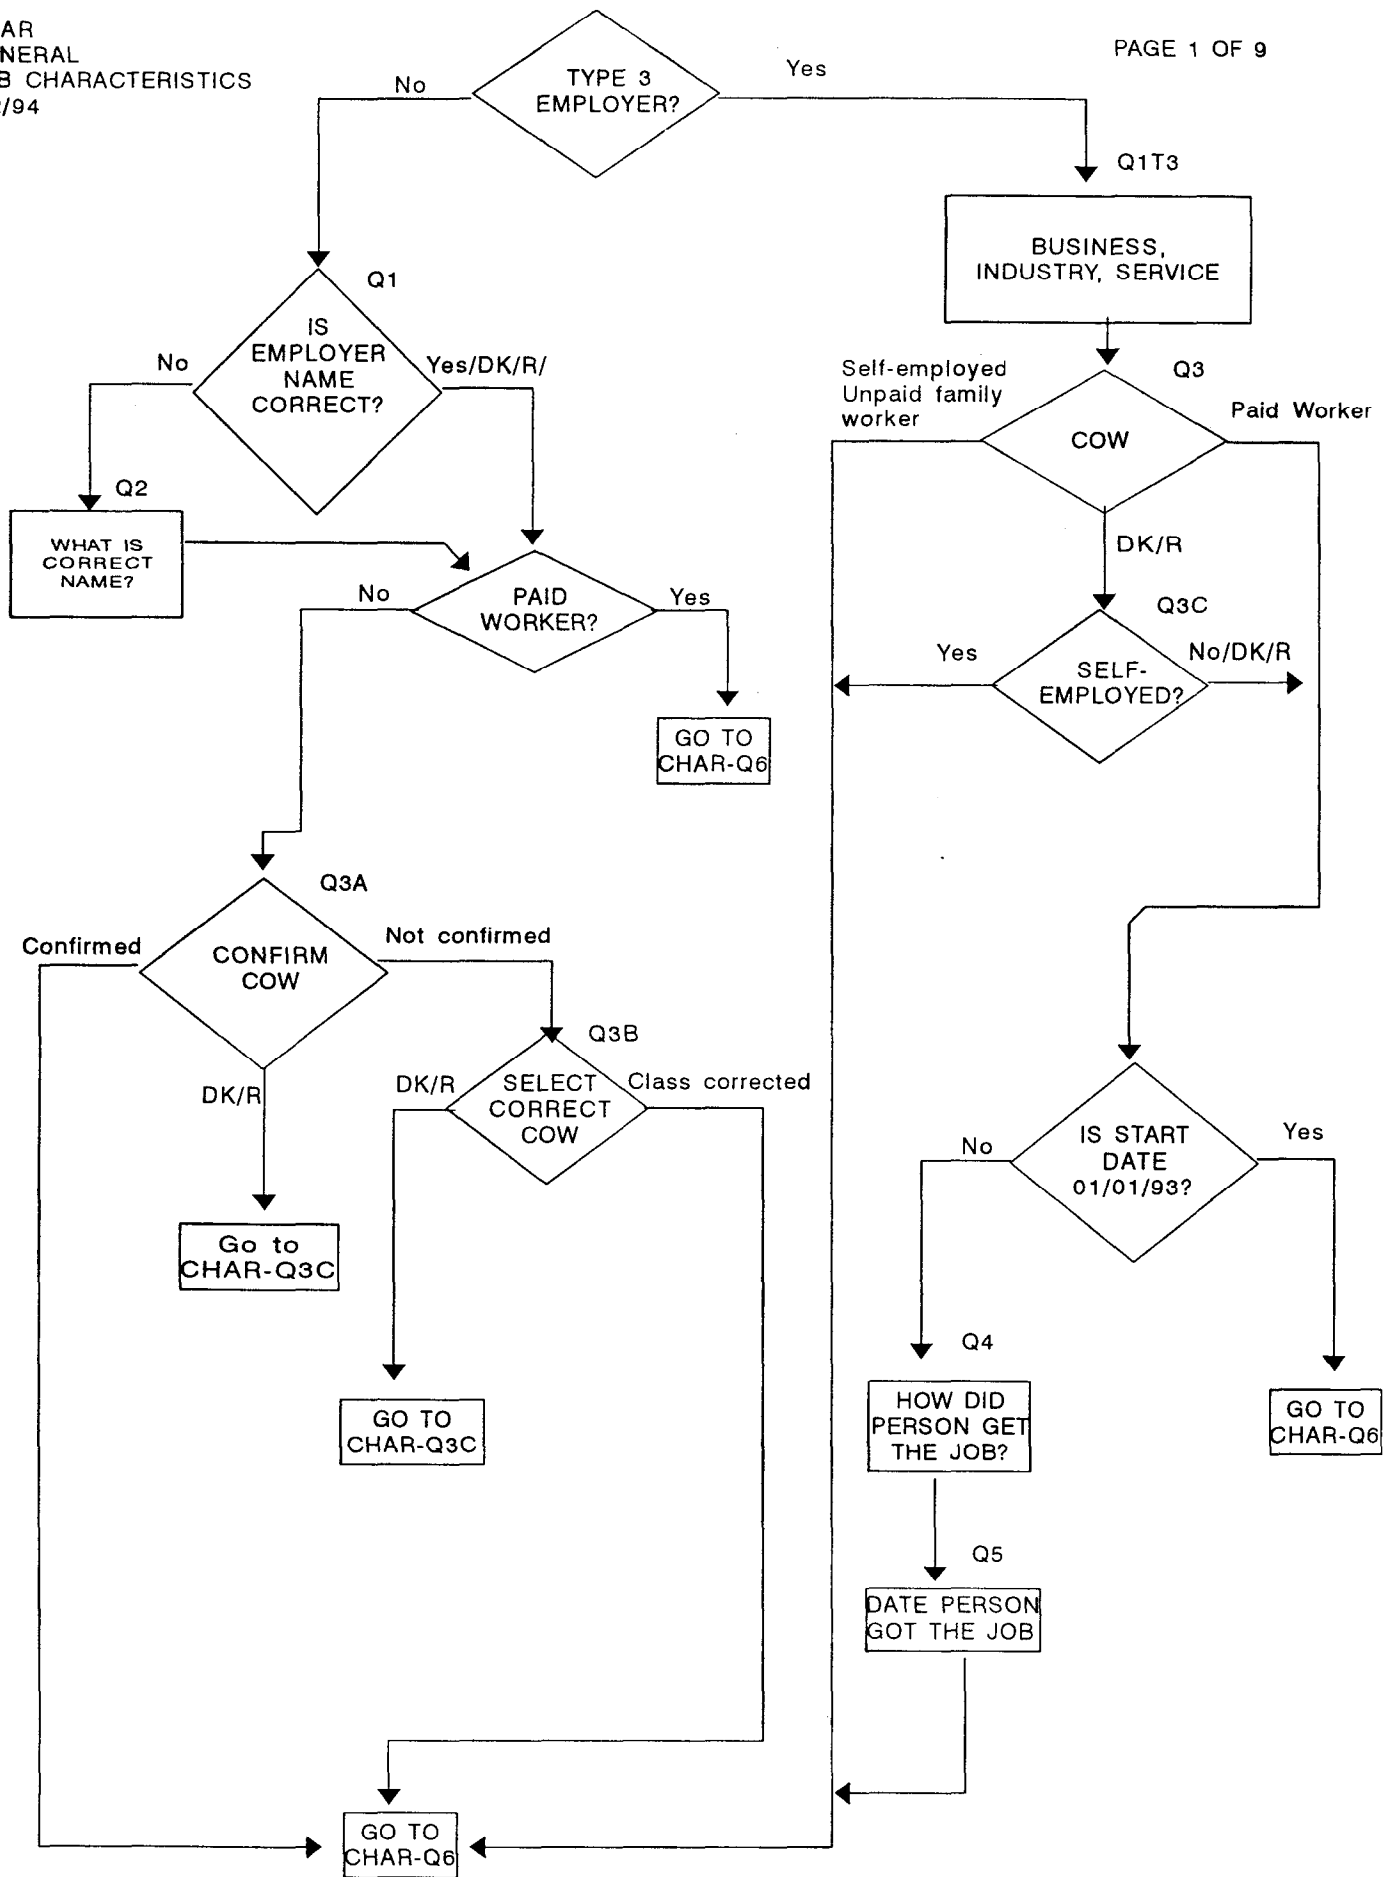 AR
NERAL
B CHARACTERISTICS
/94
PAGE 1 OF 9
TYPE 3
EMPLOYER?
No
Yes
Q1T3
BUSINESS,
INDUSTRY, SERVICE
Q1
IS
EMPLOYER
NAME
CORRECT?
No
Yes/DK/R/
Q2
WHAT IS
CORRECT
NAME?
PAID
WORKER?
No
Yes
GO TO
CHAR-Q6
Self-employed
Unpaid family
worker
Q3
COW
Paid Worker
DK/R
Q3C
SELF-
EMPLOYED?
Yes
No/DK/R
Q3A
CONFIRM
COW
Confirmed
Not confirmed
DK/R
Go to
CHAR-Q3C
Q3B
SELECT
CORRECT
COW
DK/R
Class corrected
GO TO
CHAR-Q3C
IS START
DATE
01/01/93?
No
Yes
Q4
HOW DID
PERSON GET
THE JOB?
GO TO
CHAR-Q6
Q5
DATE PERSON
GOT THE JOB
GO TO
CHAR-Q6